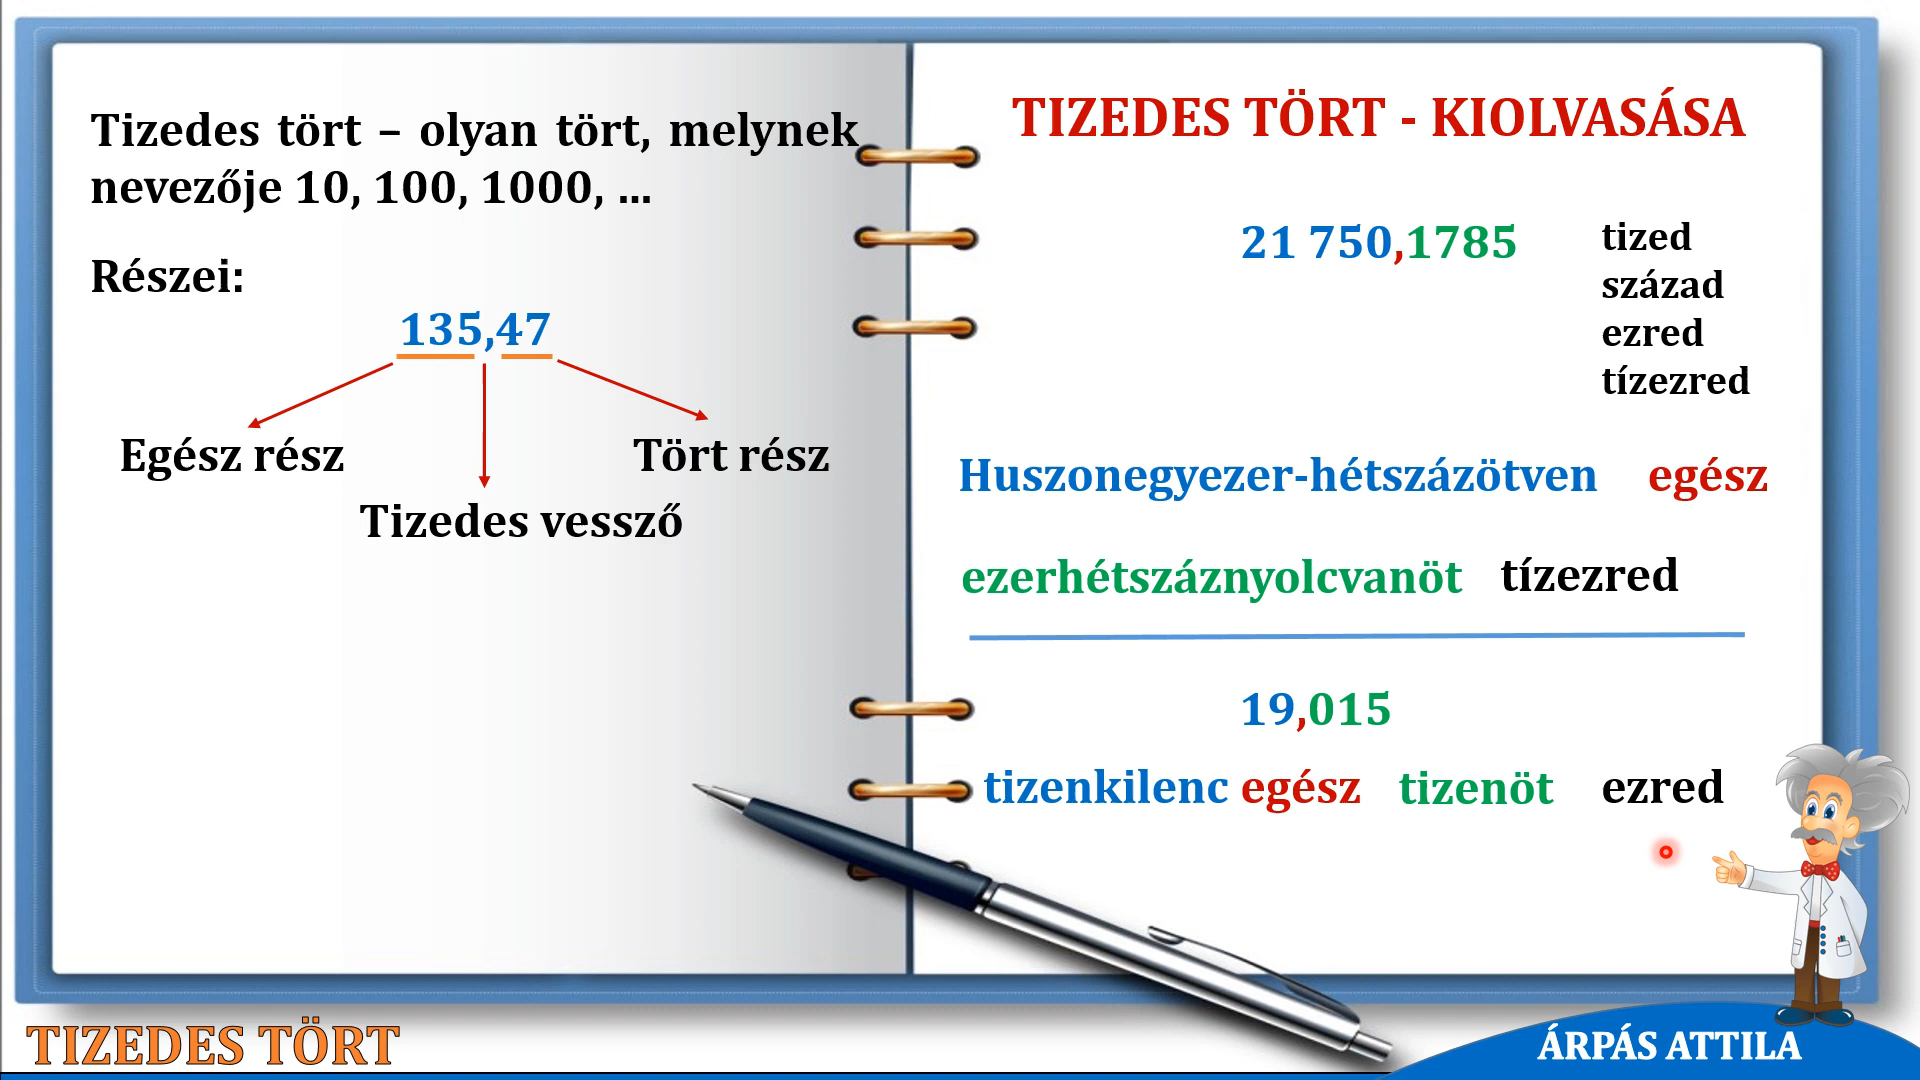 Tizedes tört – olyan tört, melynek
nevezője 10, 100, 1000, ...
Részei:
135,47
Egész rész
Tört rész
Tizedes vessző
TIZEDES TÖRT - KIOLVASÁSA
21 750,1785
tized
század
ezred
tízezred
Huszonegyezer-hétszázötven egész
ezerhétszáznyolcvanöt tízezred
19,015
tizenkilenc egész tizenöt ezred
TIZEDES TÖRT
ÁRPÁS ATTILA